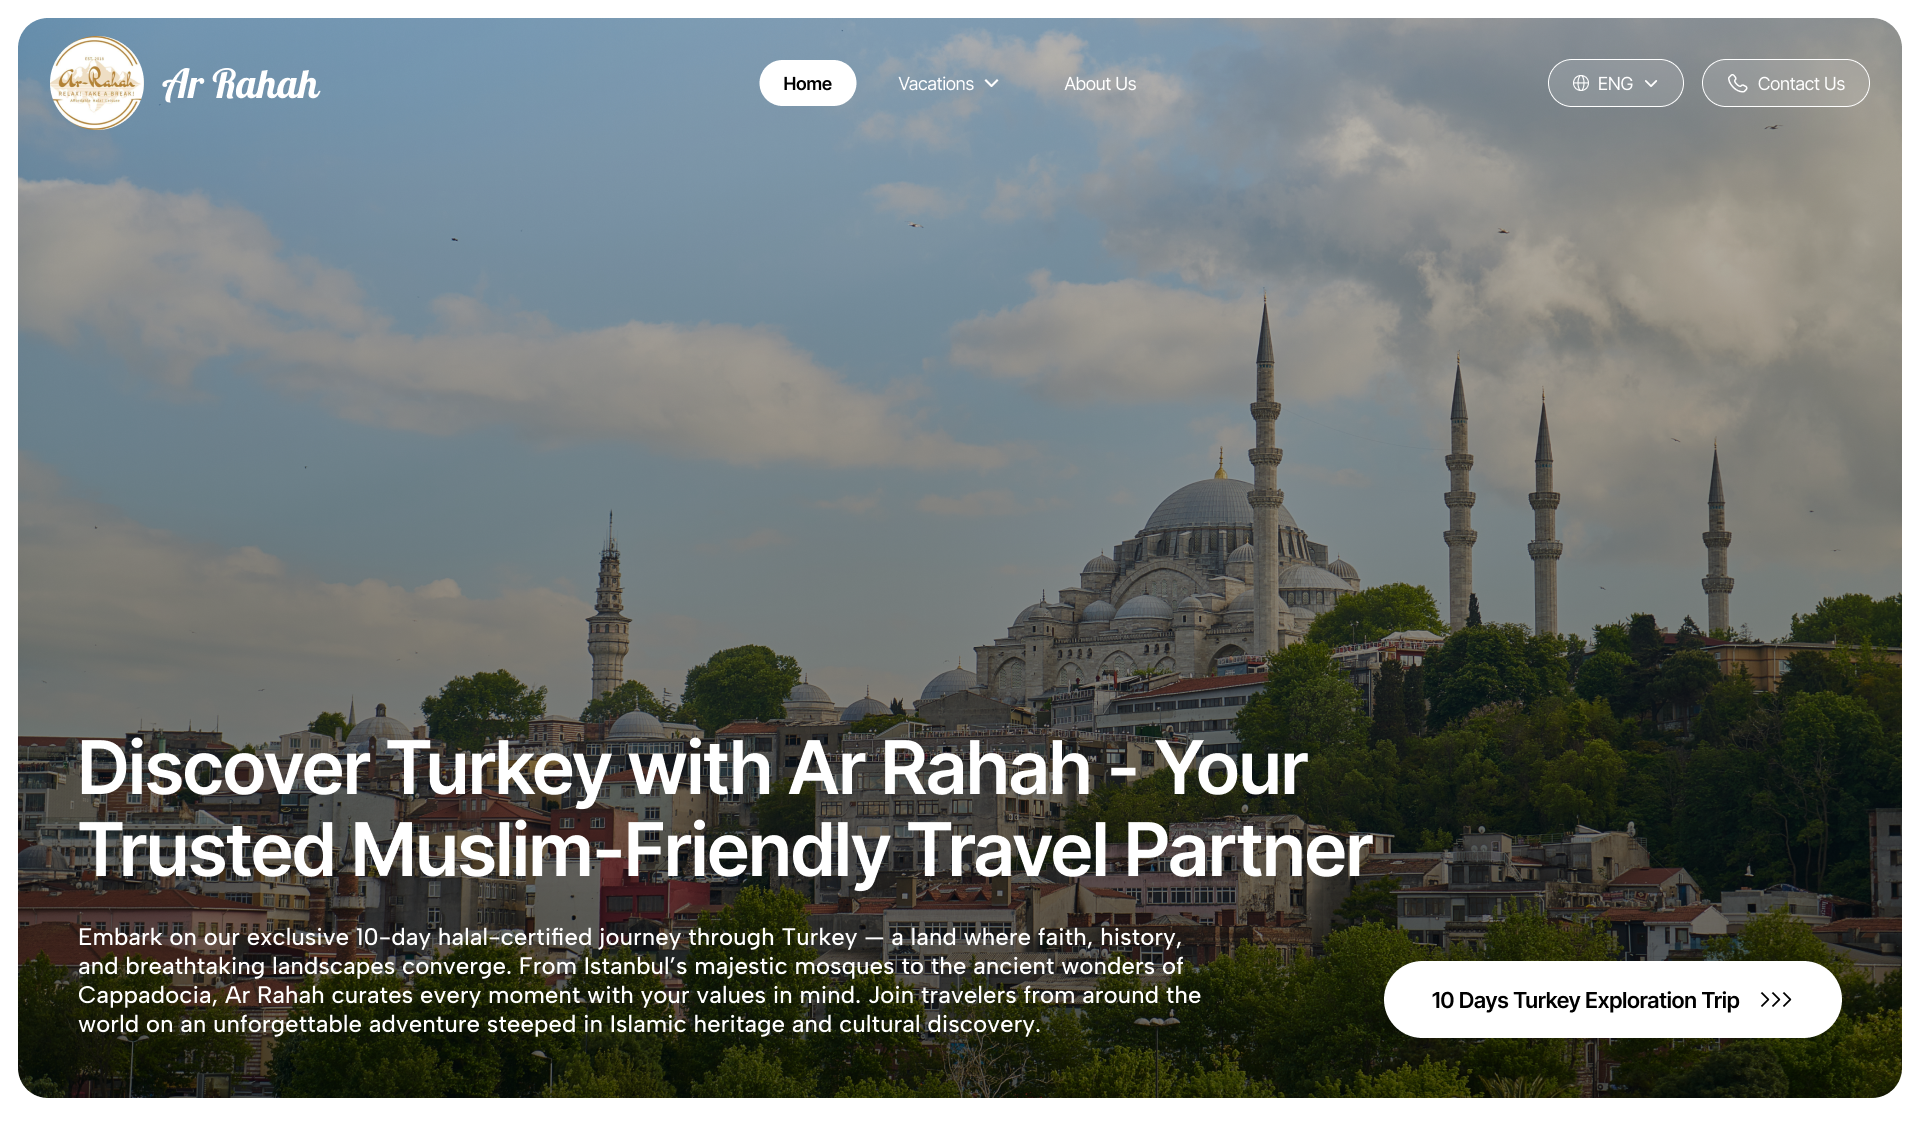 Ar-Rahah
RELAX! TAKE A BREAK!
Ar Rahah
Home
Vacations
About Us
ENG
Contact Us
Discover Turkey with Ar Rahah - Your
Trusted Muslim-Friendly Travel Partner
Embark on our exclusive 10-day halal-certified journey through Turkey — a land where faith, history,
and breathtaking landscapes converge. From Istanbul’s majestic mosques to the ancient wonders of
Cappadocia, Ar Rahah curates every moment with your values in mind. Join travelers from around the
world on an unforgettable adventure steeped in Islamic heritage and cultural discovery.
10 Days Turkey Exploration Trip